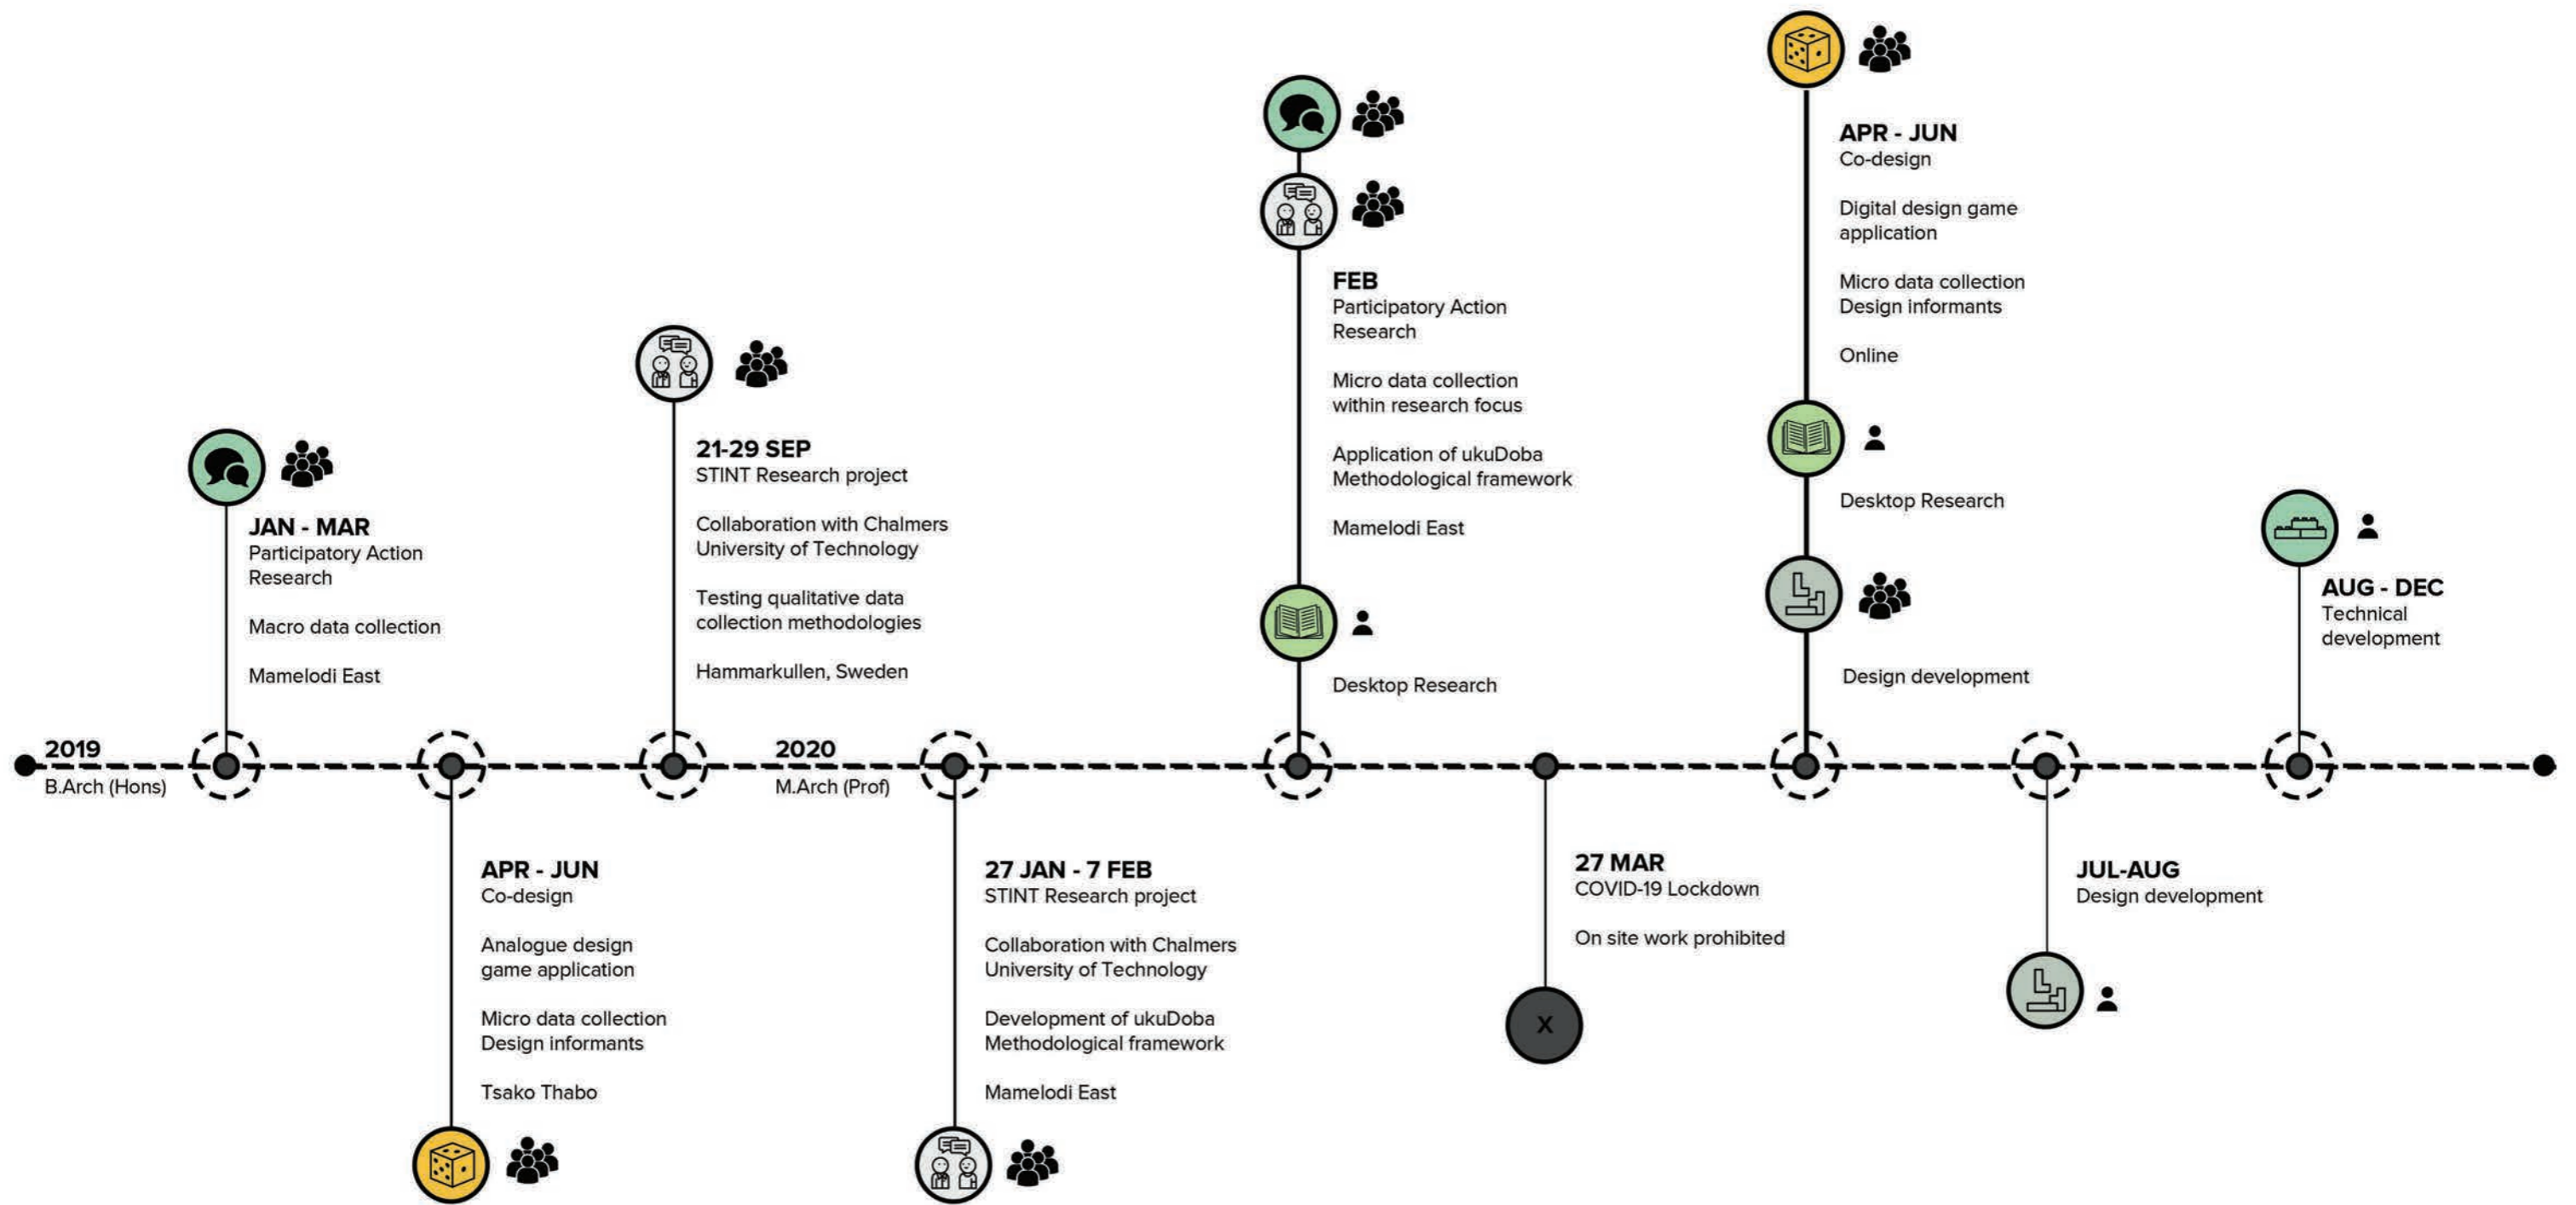 2019
B.Arch (Hons)
JAN - MAR
Participatory Action
Research
Macro data collection
Mamelodi East
APR - JUN
Co-design
Analogue design
game application
Micro data collection
Design informants
Tsako Thabo
21-29 SEP
STINT Research project
Collaboration with Chalmers
University of Technology
Testing qualitative data
collection methodologies
Hammarkullen, Sweden
2020
M.Arch (Prof)
27 JAN - 7 FEB
STINT Research project
Collaboration with Chalmers
University of Technology
Development of ukuDoba
Methodological framework
Mamelodi East
FEB
Participatory Action
Research
Micro data collection
within research focus
Application of ukuDoba
Methodological framework
Mamelodi East
Desktop Research
27 MAR
COVID-19 Lockdown
On site work prohibited
X
APR - JUN
Co-design
Digital design game
application
Micro data collection
Design informants
Online
Desktop Research
Design development
JUL-AUG
Design development
AUG - DEC
Technical
development